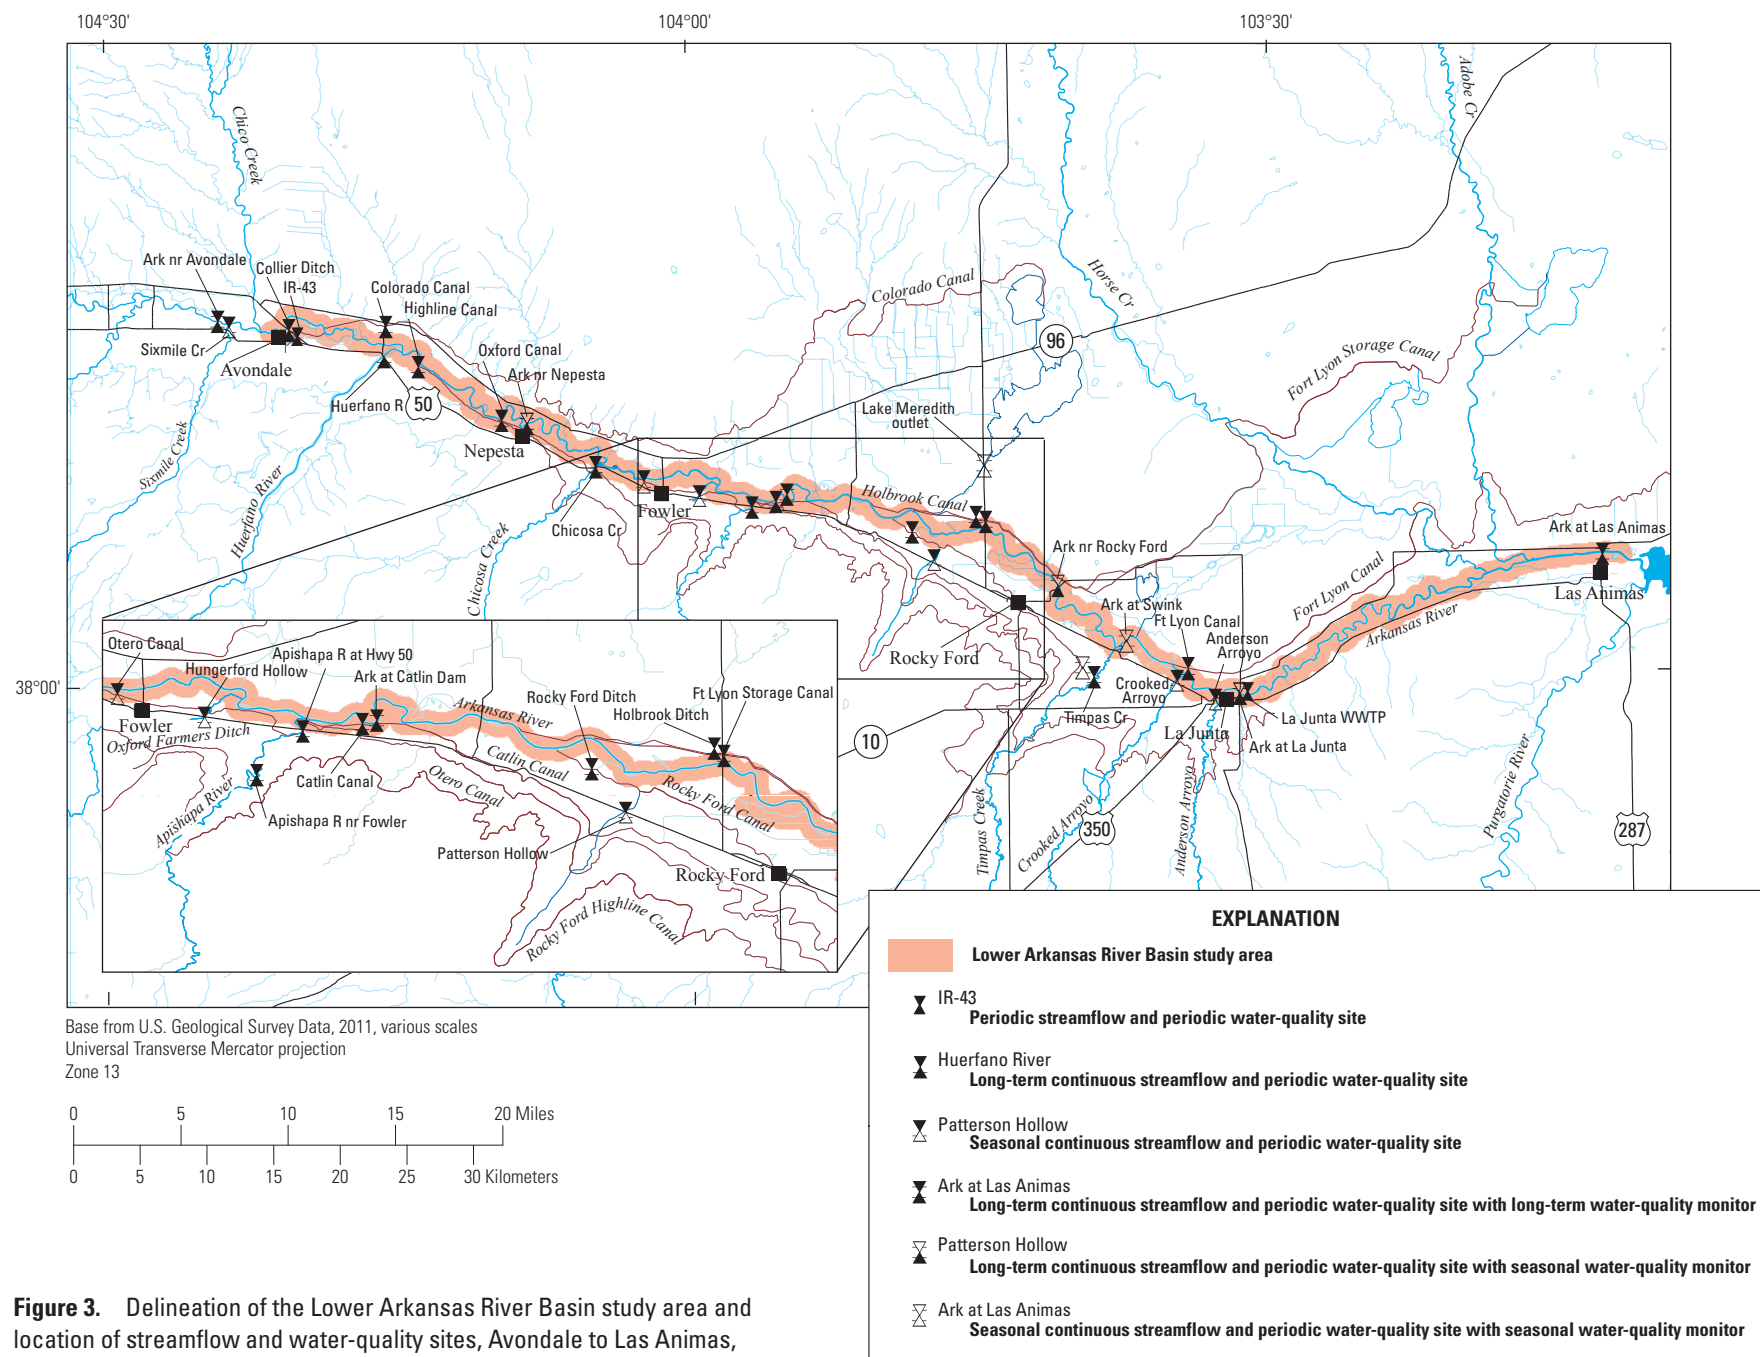 104°30'
104°00'
103°30'
Chico Creek
Adobe Cr
Ark nr Avondale
Collier Ditch
IR-43
Colorado Canal
Highline Canal
Colorado Canal
Horse Cr
96
Sixmile Cr
Avondale
Oxford Canal
Ark nr Nepesta
Fort Lyon Storage Canal
Huerfano R
50
Lake Meredith
outlet
Nepesta
Sixmile Creek
Huerfano River
Holbrook Canal
Fowler
Chicosa Cr
Chicosa Creek
Ark at Las Animas
Ark nr Rocky Ford
Fort Lyon Canal
Las Animas
Ark at Swink
Ft Lyon Canal
Anderson
Arroyo
Arkansas River
Rocky Ford
Crooked
Arroyo
Timpas Cr
La Junta
La Junta WWTP
Ark at La Junta
38°00'
Otero Canal
Apishapa R at Hwy 50
Hungerford Hollow
Ark at Catlin Dam
Rocky Ford Ditch
Ft Lyon Storage Canal
Holbrook Ditch
Arkansas River
Fowler
Oxford Farmers Ditch
10
Catlin Canal
Catlin Canal
Otero Canal
Rocky Ford Canal
Apishapa River
Apishapa R nr Fowler
Patterson Hollow
Rocky Ford
Rocky Ford Highline Canal
Timpas Creek
Crooked Arroyo
350
Anderson Arroyo
Purgatorie River
287
EXPLANATION
Lower Arkansas River Basin study area
IR-43
Periodic streamflow and periodic water-quality site
Huerfano River
Long-term continuous streamflow and periodic water-quality site
Patterson Hollow
Seasonal continuous streamflow and periodic water-quality site
Ark at Las Animas
Long-term continuous streamflow and periodic water-quality site with long-term water-quality monitor
Patterson Hollow
Long-term continuous streamflow and periodic water-quality site with seasonal water-quality monitor
Ark at Las Animas
Seasonal continuous streamflow and periodic water-quality site with seasonal water-quality monitor
Base from U.S. Geological Survey Data, 2011, various scales
Universal Transverse Mercator projection
Zone 13
0 5 10 15 20 Miles
0 5 10 15 20 25 30 Kilometers
Figure 3. Delineation of the Lower Arkansas River Basin study area and
location of streamflow and water-quality sites, Avondale to Las Animas,